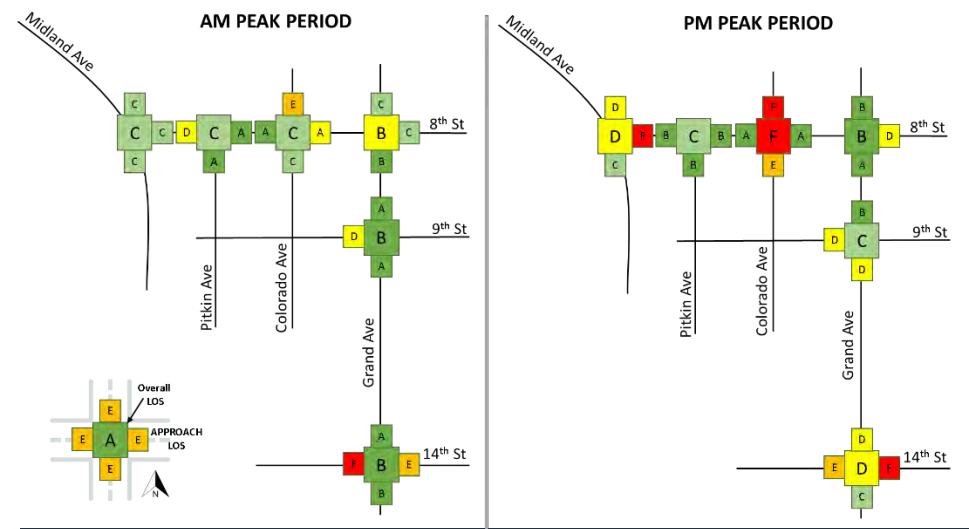 AM PEAK PERIOD
Midland Ave
C
E
C
C C D C A A C A B C
8th St
C A C B
A
D B
9th St
A
Pitkin Ave
Colorado Ave
Grand Ave
Overall
LOS
E
E A E
APPROACH
LOS
E
N
A
F B E
14th St
B
PM PEAK PERIOD
Midland Ave
D
F
B
D F B C B A F A B D
8th St
C B E A
B
D C
9th St
D
Pitkin Ave
Colorado Ave
Grand Ave
D
E D F
14th St
C